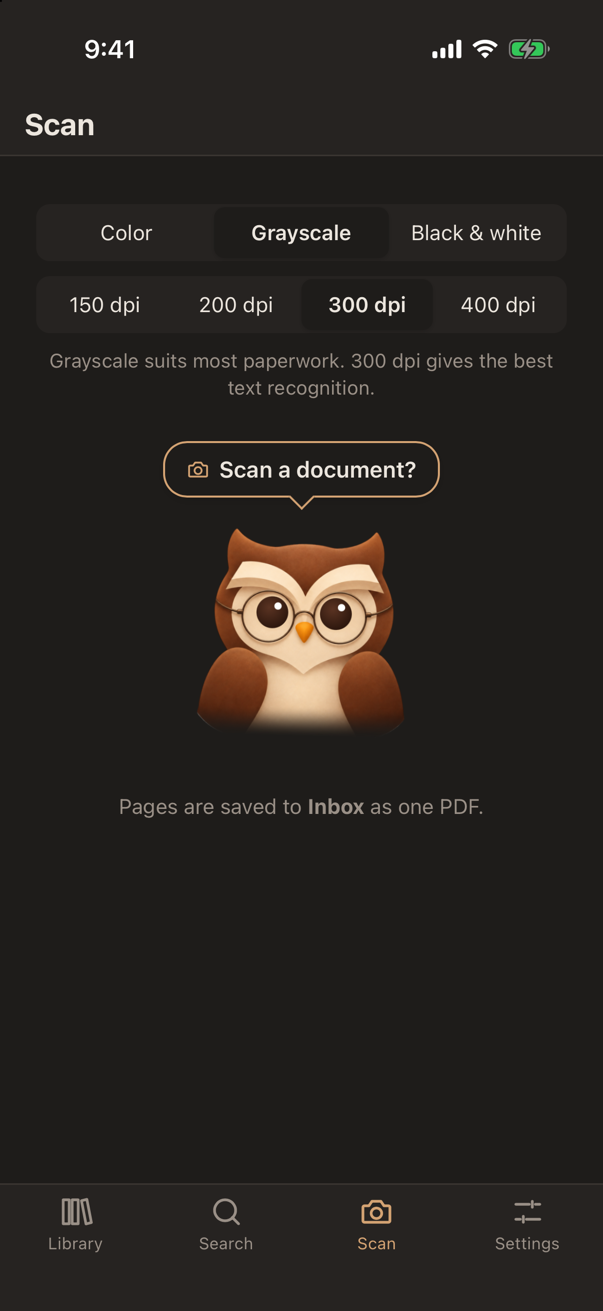 9:41
Scan
Color Grayscale Black & white
150 dpi 200 dpi 300 dpi 400 dpi
Grayscale suits most paperwork. 300 dpi gives the best
text recognition.
Scan a document?
Pages are saved to Inbox as one PDF.
Library Search Scan Settings